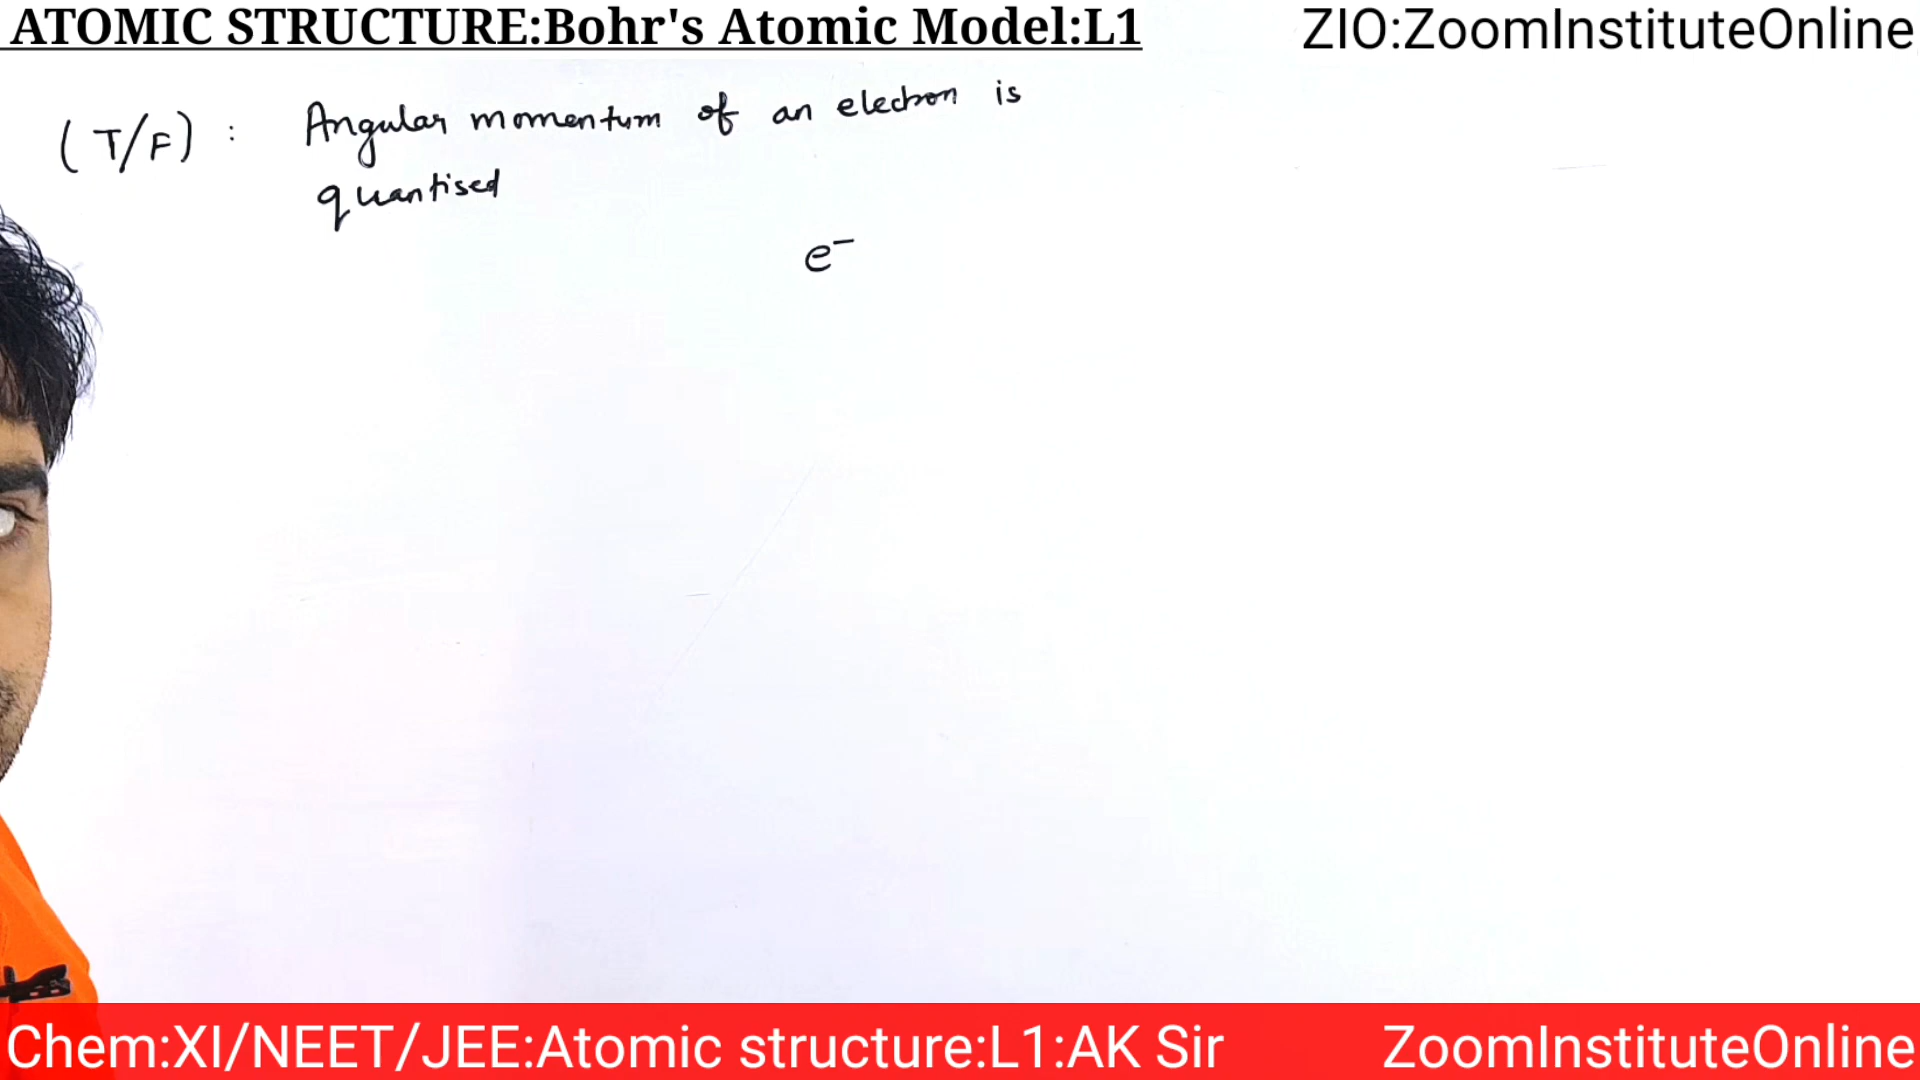 ATOMIC STRUCTURE:Bohr's Atomic Model:L1
ZIO:ZoomInstituteOnline
(T/F) : Angular momentum of an electron is
quantised
e⁻
Chem:XI/NEET/JEE:Atomic structure:L1:AK Sir
ZoomInstituteOnline